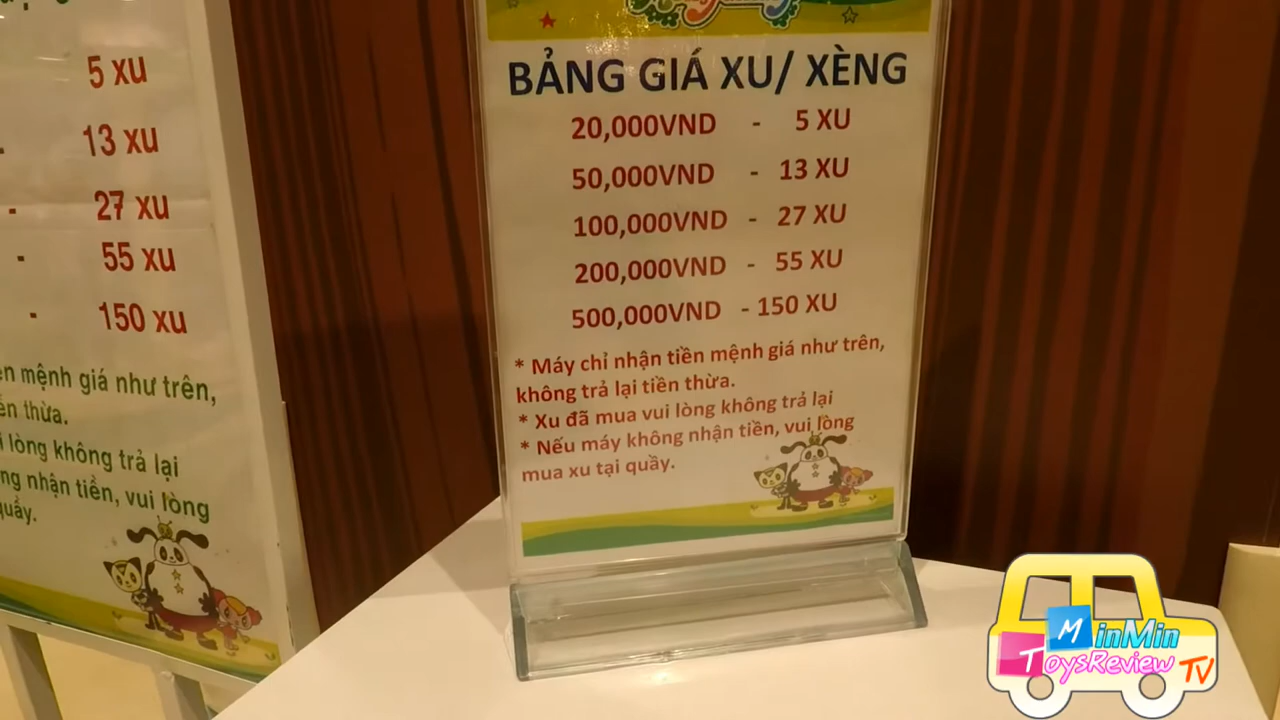 5 xu
13 xu
- 27 xu
- 55 xu
- 150 xu
mệnh giá như trên,
thừa.
lòng không trả lại
nhận tiền, vui lòng
quầy.
BẢNG GIÁ XU/ XÈNG
20,000VND - 5 XU
50,000VND - 13 XU
100,000VND - 27 XU
200,000VND - 55 XU
500,000VND - 150 XU
* Máy chỉ nhận tiền mệnh giá như trên,
không trả lại tiền thừa.
* Xu đã mua vui lòng không trả lại
* Nếu máy không nhận tiền, vui lòng
mua xu tại quầy.
MinMin
ToysReview TV